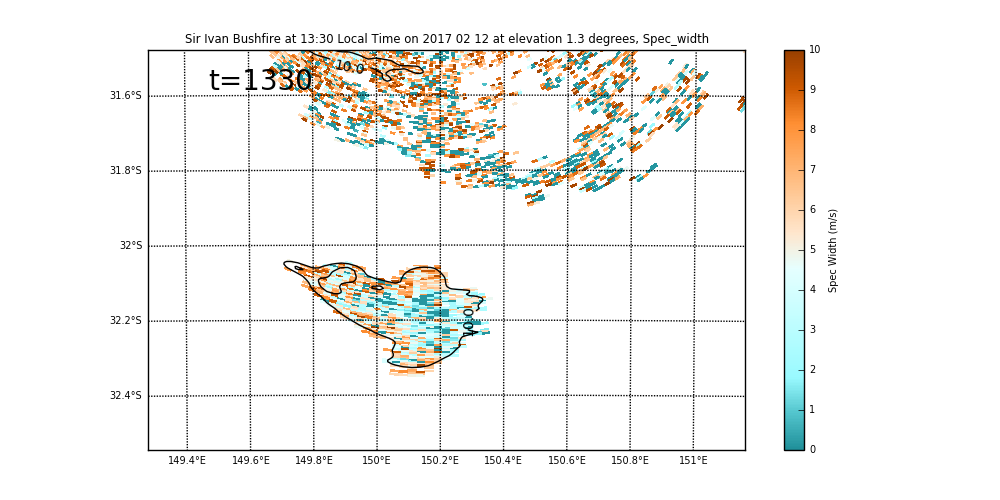 Sir Ivan Bushfire at 13:30 Local Time on 2017 02 12 at elevation 1.3 degrees, Spec_width
t=1330
10.0
10.0
31.6°S
31.8°S
32°S
32.2°S
32.4°S
149.4°E 149.6°E 149.8°E 150°E 150.2°E 150.4°E 150.6°E 150.8°E 151°E
10
9
8
7
6
5
4
3
2
1
0
Spec Width (m/s)